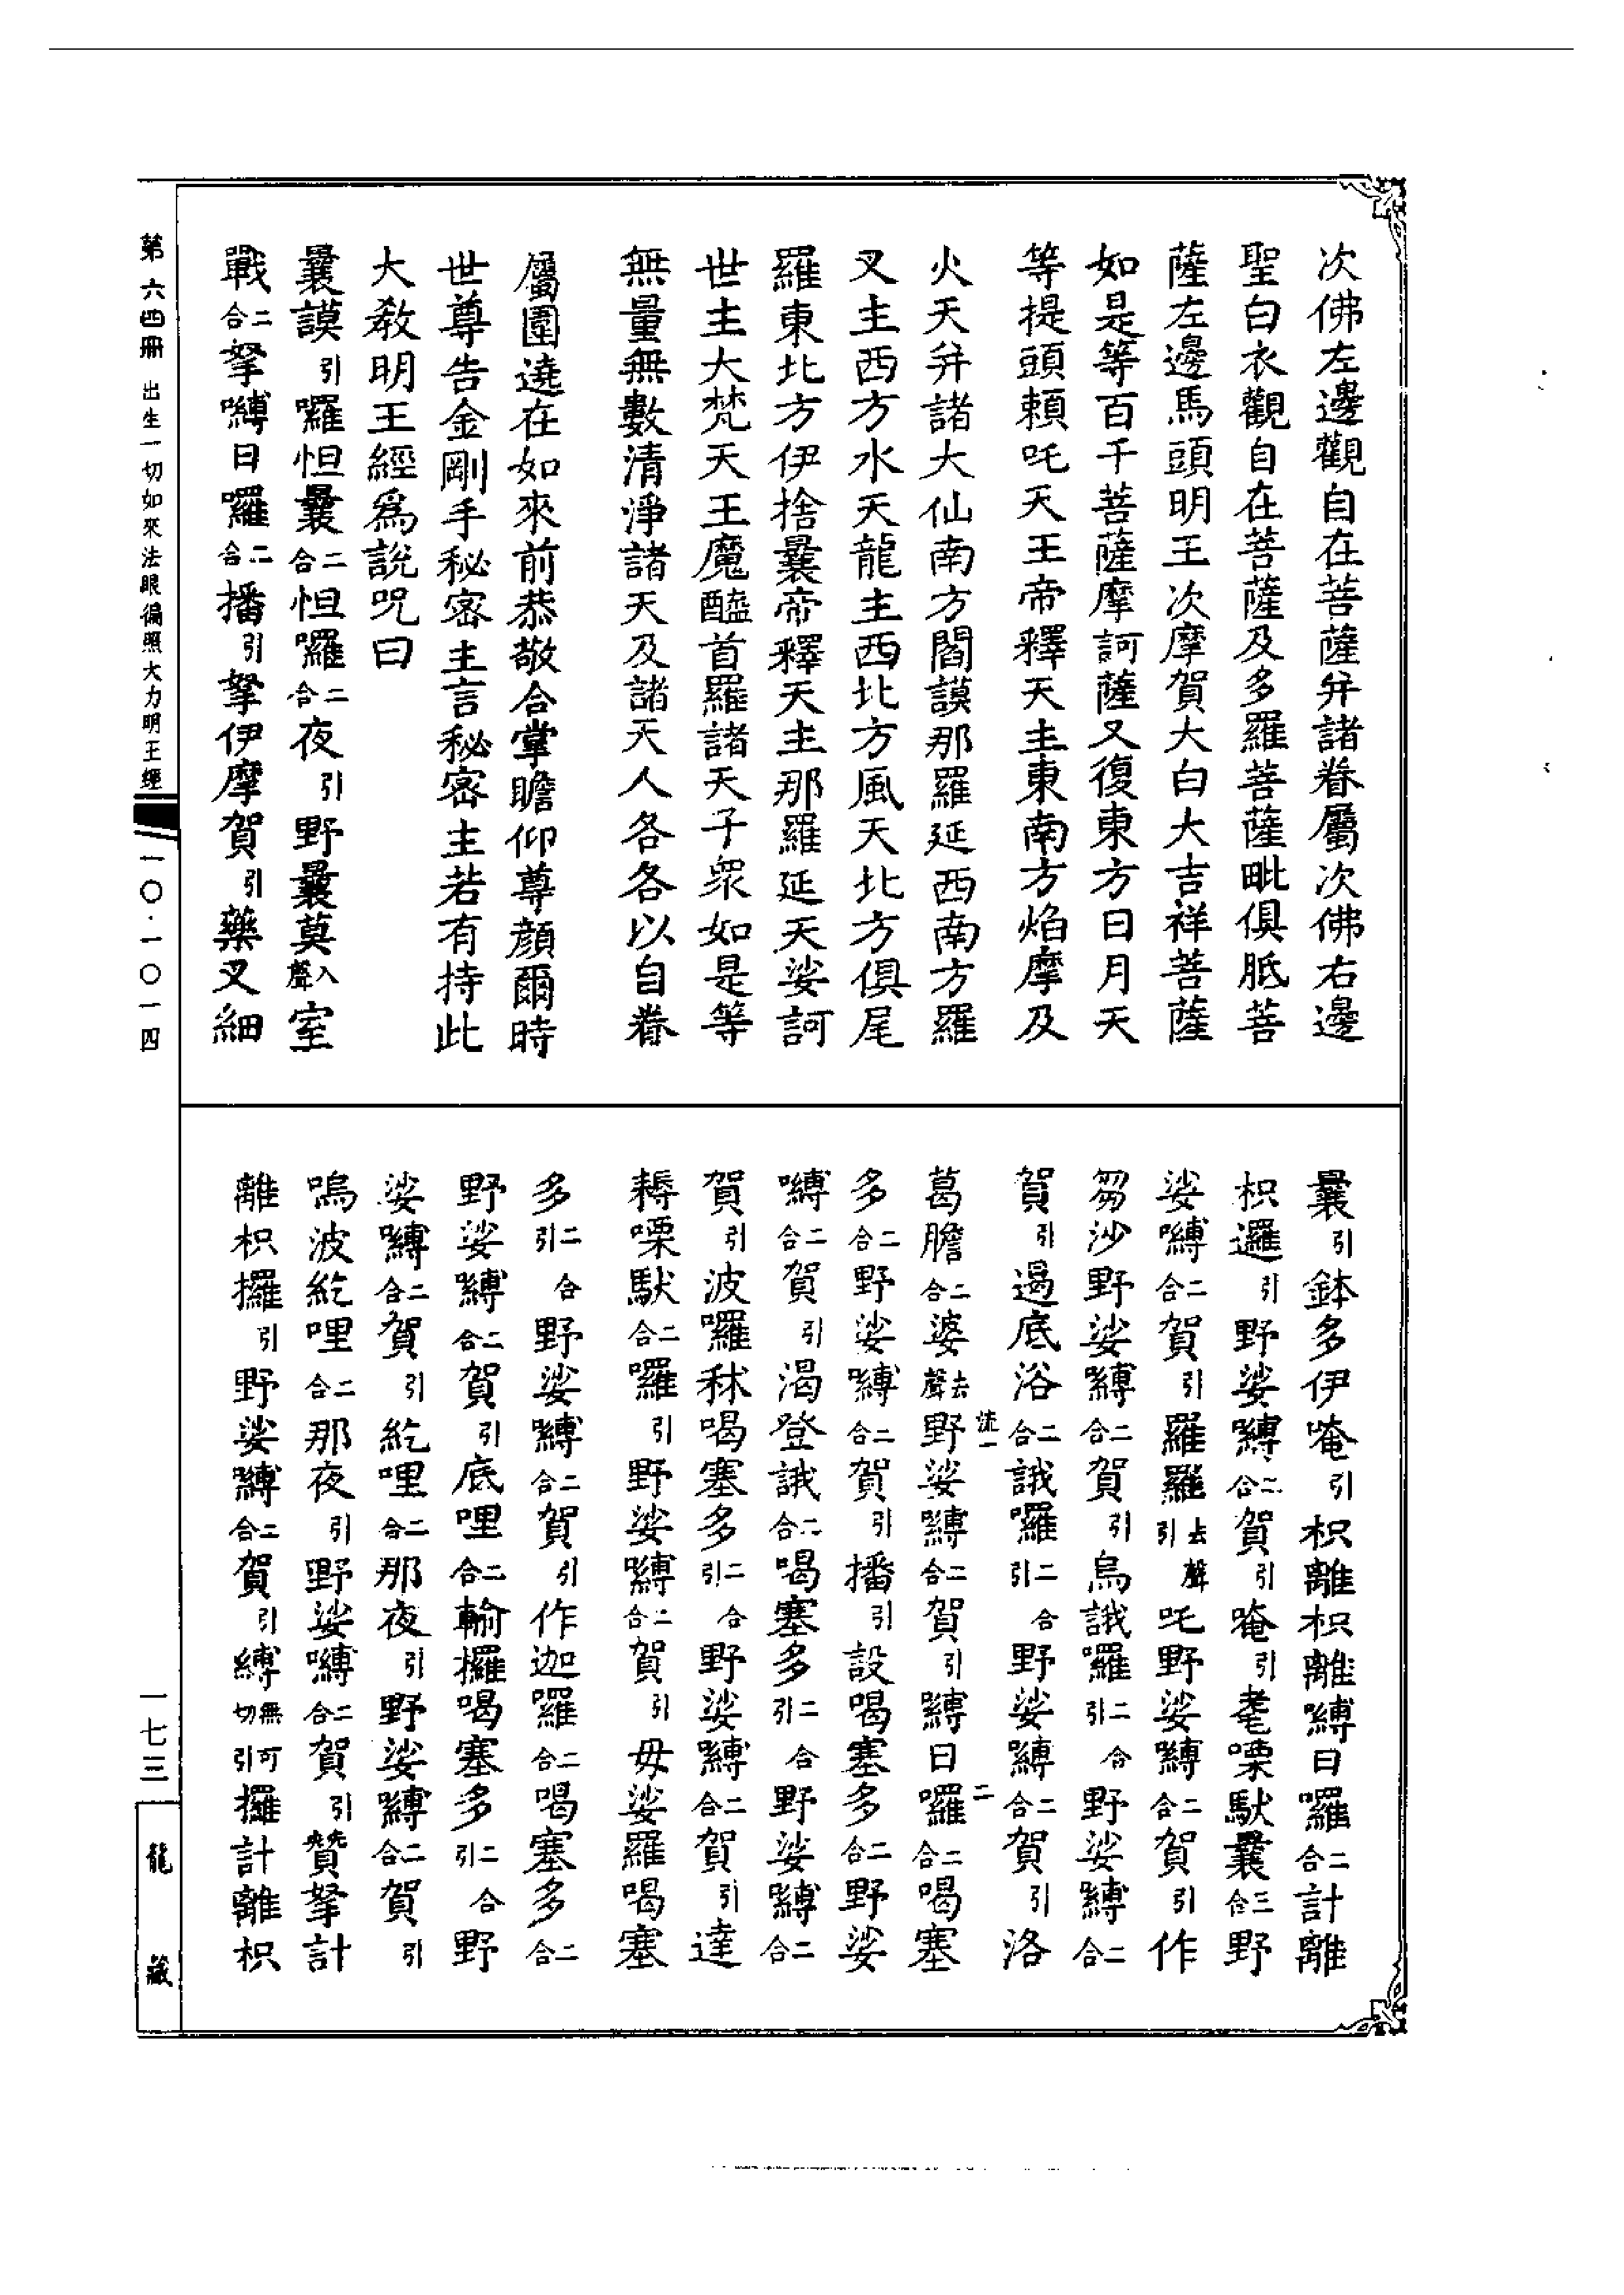 次佛左邊觀自在菩薩并諸眷屬次佛右邊
聖白衣觀自在菩薩及多羅菩薩毗俱胝菩
薩左邊馬頭明王次摩賀大白大吉祥菩薩
如是等百千菩薩摩訶薩又復東方日月天
等提頭賴吒天王帝釋天主東南方焰摩及
火天并諸大仙南方閻謨那羅延西南方羅
叉主西方水天龍主西北方風天北方俱尾
羅東北方伊捨曩帝釋天主那羅延天娑訶
世主大梵天王魔醯首羅諸天子眾如是等
無量無數清淨諸天及諸天人各各以自眷
屬圍遶在如來前恭敬合掌瞻仰尊顏爾時
世尊告金剛手秘密主言秘密主若有持此
大教明王經為說咒曰
曩謨引囉怛曩二合怛囉二合夜引野曩莫入聲室
戰二合拏嚩日囉二合播引拏伊摩賀引藥叉細
曩引鉢多伊唵引枳離枳離嚩日囉二合計離
枳邏引野娑嚩二合賀引唵引耄㗚馱曩三合野
娑嚩二合賀引羅羅去聲引吒野娑嚩二合賀引作
芻沙野娑嚩二合賀引烏誐囉二合引野娑嚩二合
賀引遏底浴二合誐囉二合引野娑嚩二合賀引洛
葛膽二合婆去聲野娑嚩二合賀引嚩日囉二合喝塞
多二合野娑嚩二合賀引播引設喝塞多二合野娑
嚩二合賀引渴登誐二合喝塞多二合引野娑嚩二合
賀引波囉秫喝塞多二合引野娑嚩二合賀引達
耨㗚馱二合囉引野娑嚩二合賀引毋娑羅喝塞
多二合引野娑嚩二合賀引作迦羅二合喝塞多二合
野娑嚩二合賀引底哩二合輸攞喝塞多二合引野
娑嚩二合賀引紇哩二合那夜引野娑嚩二合賀引
嗚波紇哩二合那夜引野娑嚩二合賀引贊拏計
離枳攞引野娑嚩二合賀引嚩無可切引攞計離枳
第六四冊 出生一切如來法眼徧照大力明王經
一〇·一〇一四
一七三
龍藏